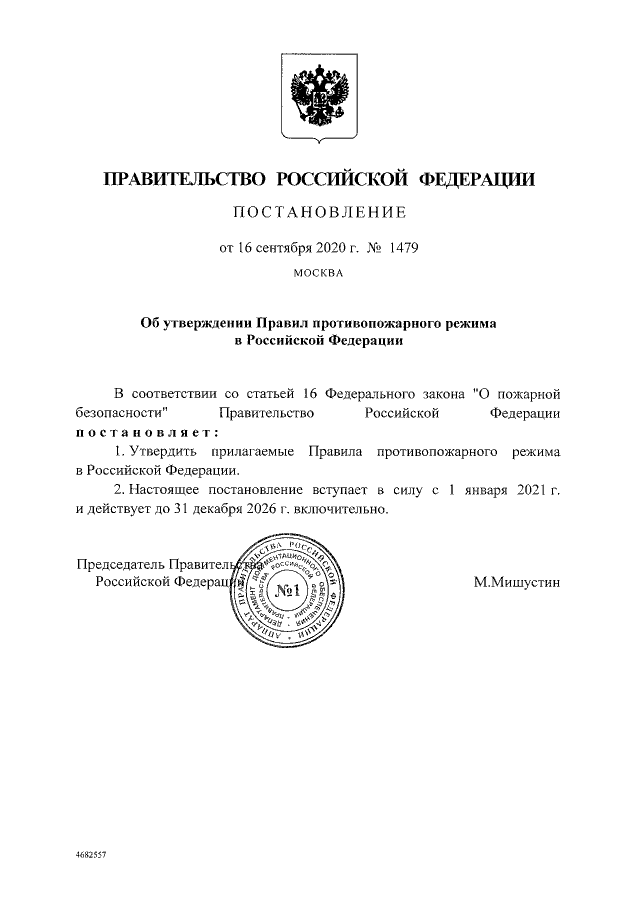 ПРАВИТЕЛЬСТВО РОССИЙСКОЙ ФЕДЕРАЦИИ
ПОСТАНОВЛЕНИЕ
от 16 сентября 2020 г. № 1479
МОСКВА
Об утверждении Правил противопожарного режима
в Российской Федерации
В соответствии со статьей 16 Федерального закона "О пожарной
безопасности" Правительство Российской Федерации
постановляет:
1. Утвердить прилагаемые Правила противопожарного режима
в Российской Федерации.
2. Настоящее постановление вступает в силу с 1 января 2021 г.
и действует до 31 декабря 2026 г. включительно.
Председатель Правительства
Российской Федерации
М.Мишустин
АППАРАТ ПРАВИТЕЛЬСТВА РОССИЙСКОЙ ФЕДЕРАЦИИ *
ДЕПАРТАМЕНТ ДОКУМЕНТАЦИОННОГО ОБЕСПЕЧЕНИЯ
ПРАВИТЕЛЬСТВА РОССИЙСКОЙ ФЕДЕРАЦИИ
№1
4682557